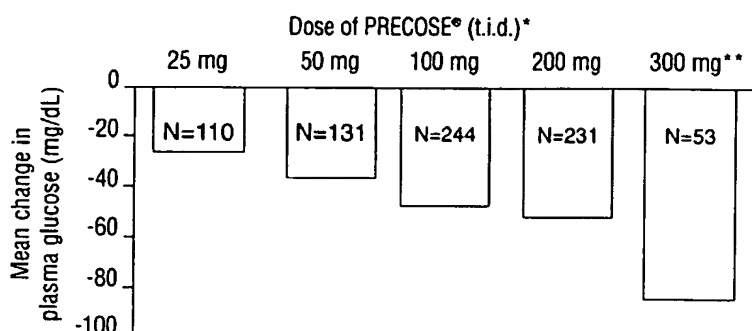 Dose of PRECOSE® (t.i.d.)*
25 mg 50 mg 100 mg 200 mg 300 mg**
Mean change in
plasma glucose (mg/dL)
0
-20
-40
-60
-80
-100
N=110 N=131 N=244 N=231 N=53